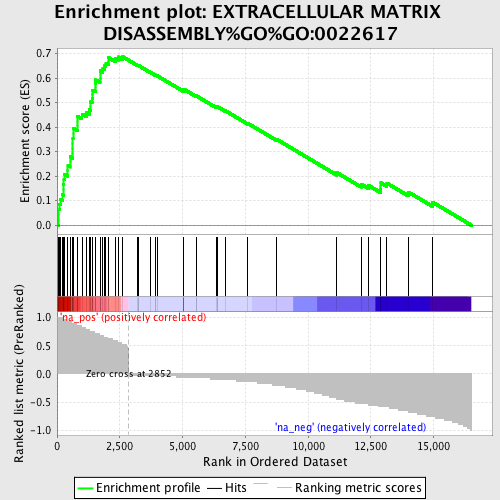 Enrichment plot: EXTRACELLULAR MATRIX
DISASSEMBLY%GO%GO:0022617
Enrichment score (ES)
0.7
0.6
0.5
0.4
0.3
0.2
0.1
0.0
Ranked list metric (PreRanked)
1.0
0.5
0.0
-0.5
-1.0
'na_pos' (positively correlated)
Zero cross at 2852
'na_neg' (negatively correlated)
0 2,500 5,000 7,500 10,000 12,500 15,000
Rank in Ordered Dataset
Enrichment profile Hits Ranking metric scores